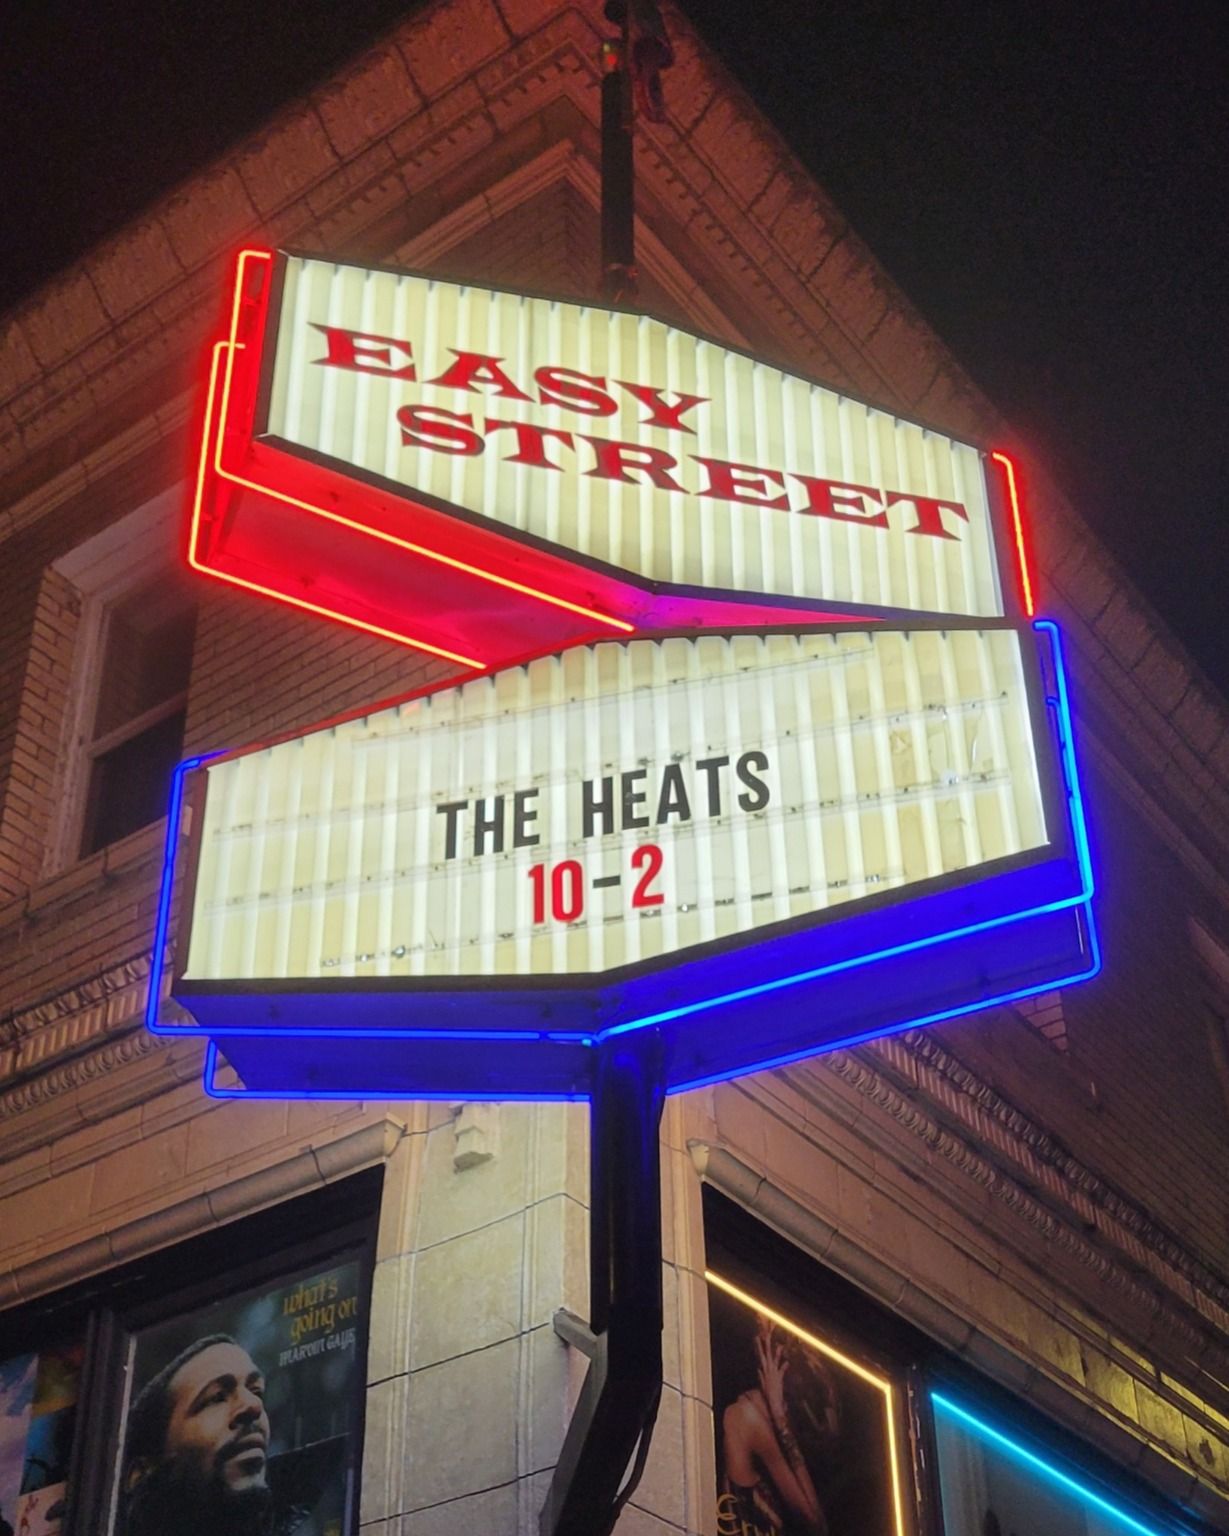 EASY
STREET
THE HEATS
10-2
what's
going on
MARVIN GAYE